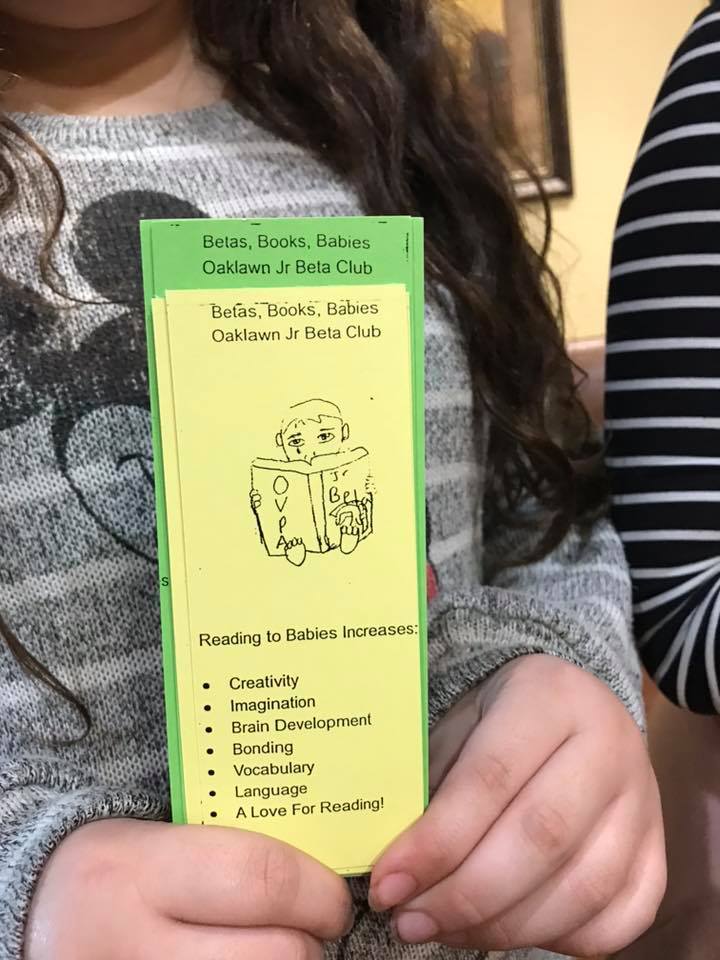 Betas, Books, Babies
Oaklawn Jr Beta Club
Betas, Books, Babies
Oaklawn Jr Beta Club
O
V
P
A
Jr
Beta
Reading to Babies Increases:
• Creativity
• Imagination
• Brain Development
• Bonding
• Vocabulary
• Language
• A Love For Reading!
s